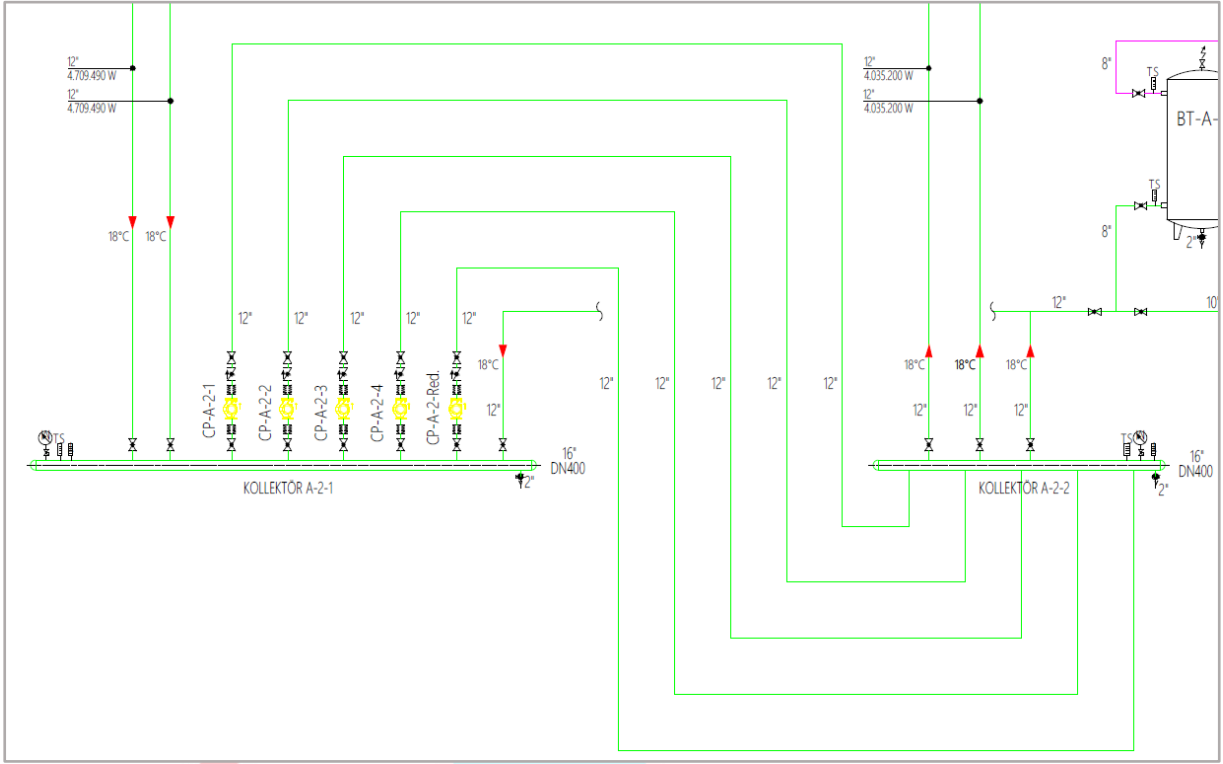 12"
4.709.490 W
12"
4.709.490 W
12"
4.035.200 W
12"
4.035.200 W
8"
TS
BT-A-
TS
8"
2"
18°C
18°C
12"
12"
12"
12"
12"
12"
10"
18°C
18°C
18°C
18°C
CP-A-2-1
CP-A-2-2
CP-A-2-3
CP-A-2-4
CP-A-2-Red.
12"
12"
12"
12"
12"
12"
12"
12"
12"
TS
TS
16"
DN400
16"
DN400
KOLLEKTÖR A-2-1
2"
KOLLEKTÖR A-2-2
2"